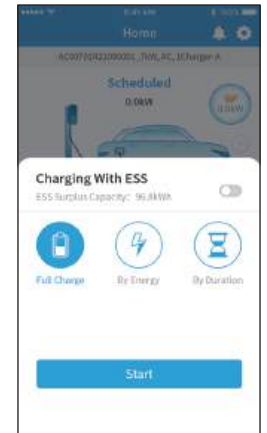 Home
Scheduled
0.0kW
Charging With ESS
ESS Surplus Capacity: 96.8kWh
Full Charge
By Energy
By Duration
Start